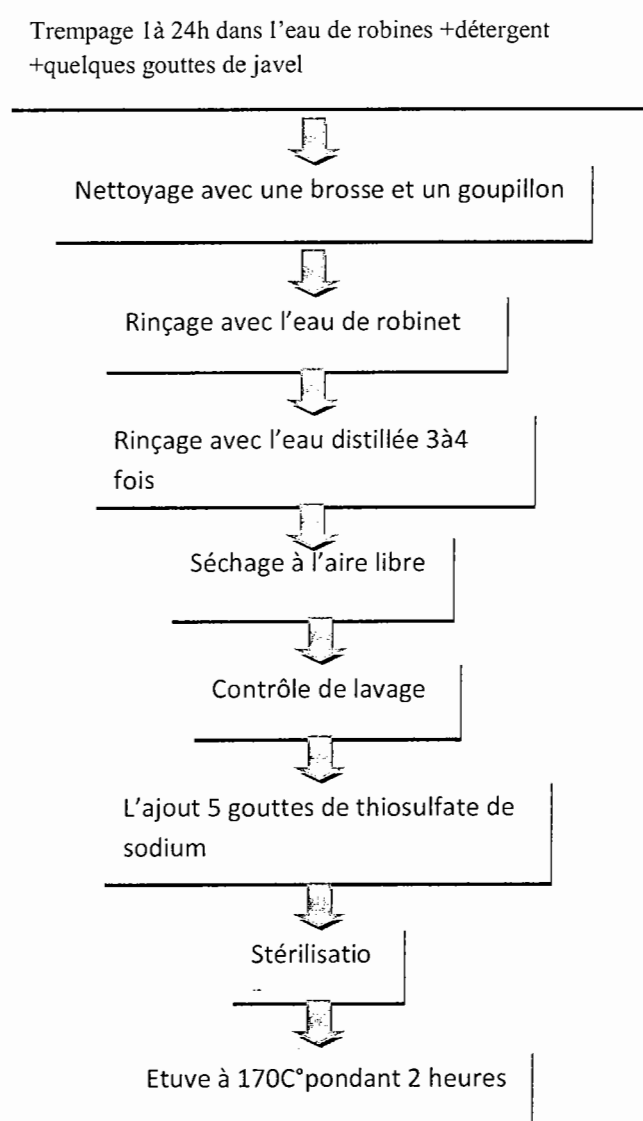 Trempage 1à 24h dans l'eau de robines +détergent
+quelques gouttes de javel
Nettoyage avec une brosse et un goupillon
Rinçage avec l'eau de robinet
Rinçage avec l'eau distillée 3à4
fois
Séchage à l'aire libre
Contrôle de lavage
L'ajout 5 gouttes de thiosulfate de
sodium
Stérilisatio
Etuve à 170C°pondant 2 heures